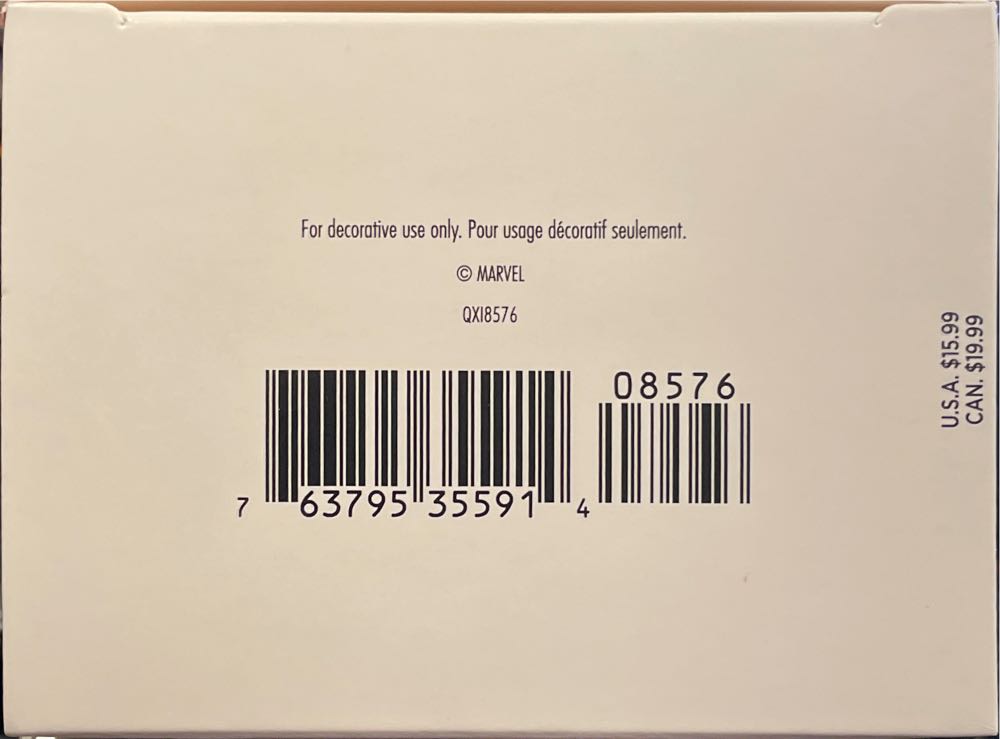 For decorative use only. Pour usage décoratif seulement.
© MARVEL
QXI8576
08576
7 63795 35591 4
U.S.A. $15.99
CAN. $19.99